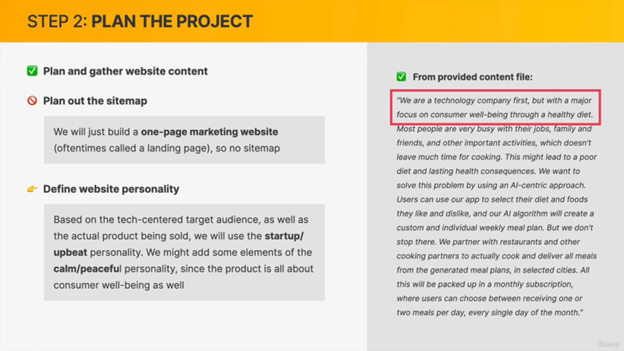 STEP 2: PLAN THE PROJECT
Plan and gather website content
Plan out the sitemap
We will just build a one-page marketing website
(oftentimes called a landing page), so no sitemap
Define website personality
Based on the tech-centered target audience, as well as
the actual product being sold, we will use the startup/
upbeat personality. We might add some elements of the
calm/peaceful personality, since the product is all about
consumer well-being as well
From provided content file:
"We are a technology company first, but with a major
focus on consumer well-being through a healthy diet.
Most people are very busy with their jobs, family and
friends, and other important activities, which doesn't
leave much time for cooking. This might lead to a poor
diet and lasting health consequences. We want to
solve this problem by using an AI-centric approach.
Users can use our app to select their diet and foods
they like and dislike, and our AI algorithm will create a
custom and individual weekly meal plan. But we don't
stop there. We partner with restaurants and other
cooking partners to actually cook and deliver all meals
from the generated meal plans, in selected cities. All
this will be packed up in a monthly subscription,
where users can choose between receiving one or
two meals per day, every single day of the month."